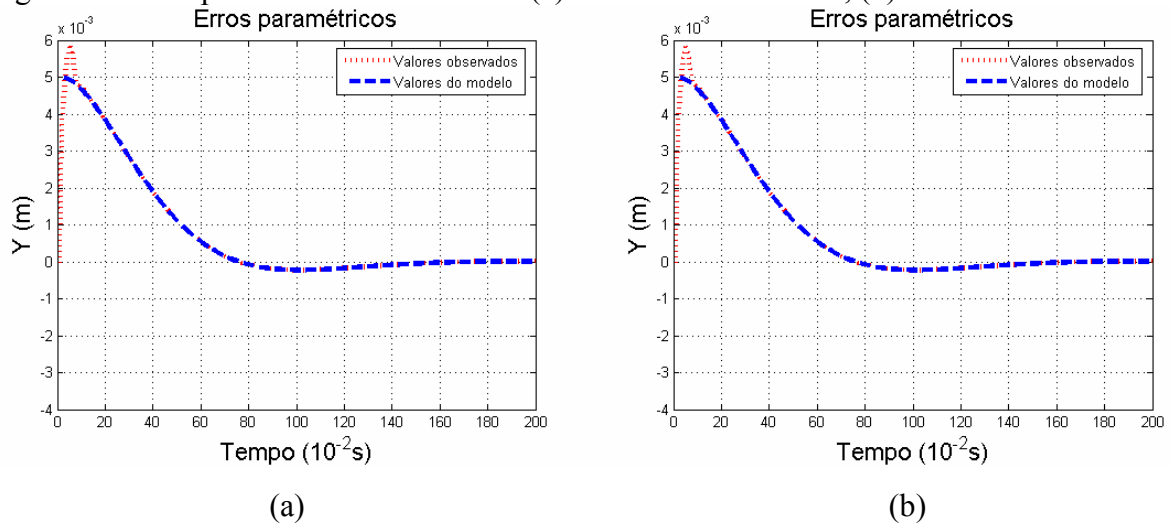 (a)
(b)
Erros paramétricos
x 10⁻³
6
5
4
3
2
1
0
-1
-2
-3
-4
Y (m)
0 20 40 60 80 100 120 140 160 180 200
Tempo (10⁻²s)
Valores observados
Valores do modelo
(a)
Erros paramétricos
x 10⁻³
6
5
4
3
2
1
0
-1
-2
-3
-4
Y (m)
0 20 40 60 80 100 120 140 160 180 200
Tempo (10⁻²s)
Valores observados
Valores do modelo
(b)